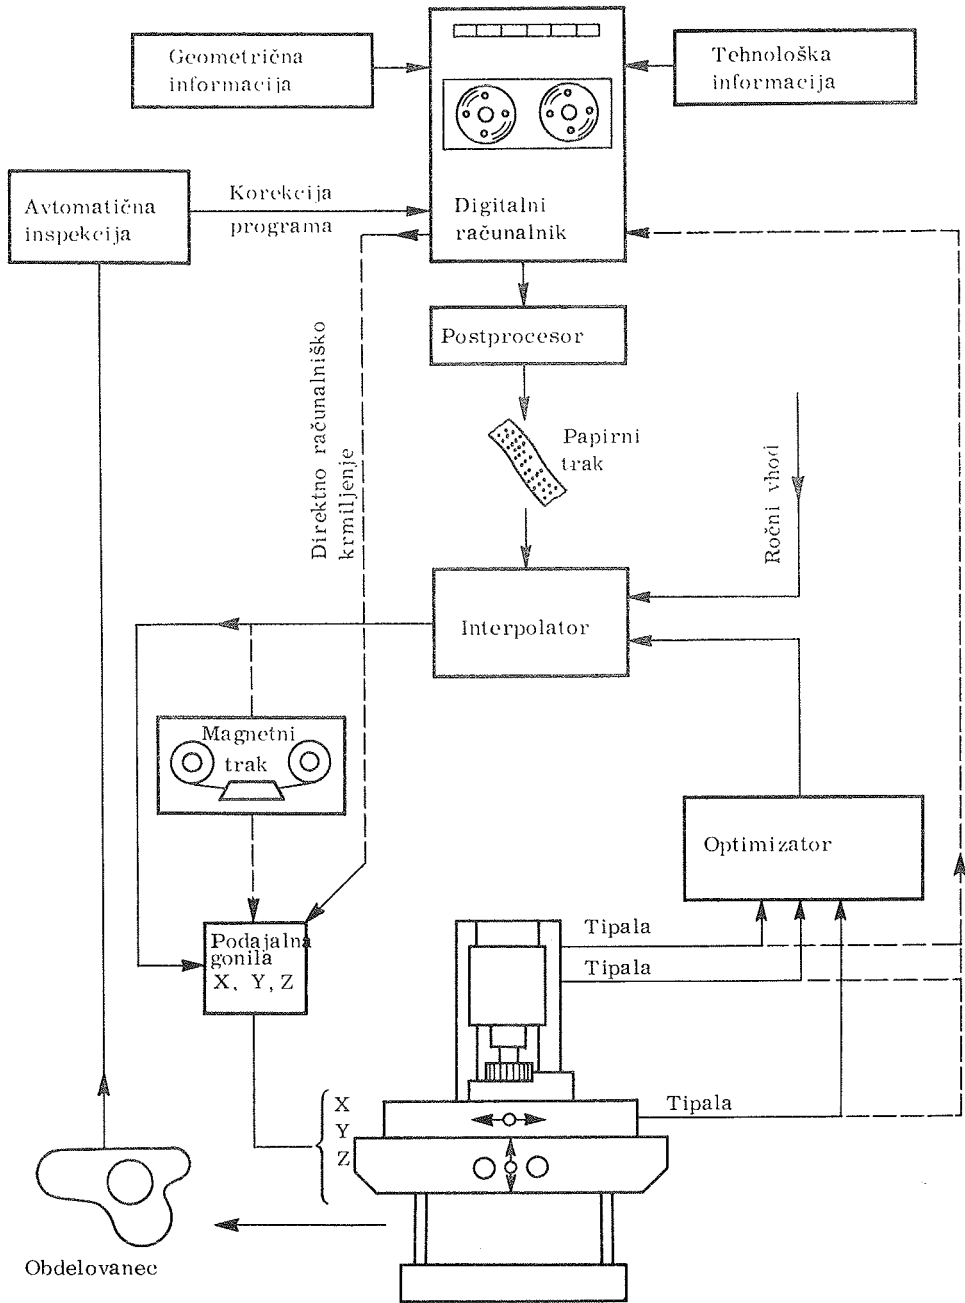 Geometrična
informacija
Tehnološka
informacija
Avtomatična
inspekcija
Korekcija
programa
Digitalni
računalnik
Postprocesor
Direktno računalniško
krmiljenje
Papirni
trak
Ročni vhod
Interpolator
Magnetni
trak
Optimizator
Podajalna
gonila
X, Y, Z
Tipala
Tipala
Tipala
X
Y
Z
Obdelovanec